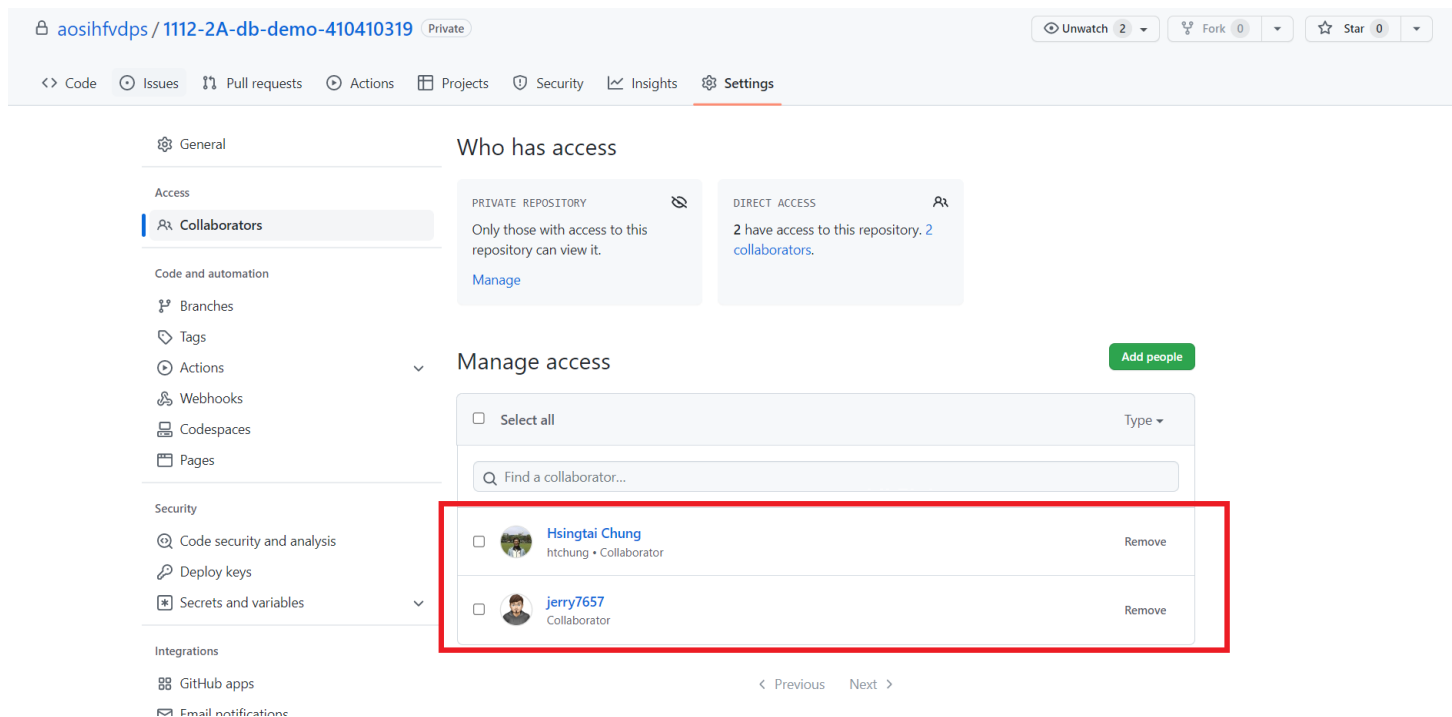 aosihfvdps / 1112-2A-db-demo-410410319 Private Unwatch 2 Fork 0 Star 0
Code Issues Pull requests Actions Projects Security Insights Settings
General
Access
Collaborators
Code and automation
Branches
Tags
Actions
Webhooks
Codespaces
Pages
Security
Code security and analysis
Deploy keys
Secrets and variables
Integrations
GitHub apps
Email notifications
Who has access
PRIVATE REPOSITORY
Only those with access to this
repository can view it.
Manage
DIRECT ACCESS
2 have access to this repository. 2
collaborators.
Manage access
Add people
Select all Type
Find a collaborator...
Hsingtai Chung
htchung • Collaborator
Remove
jerry7657
Collaborator
Remove
Previous Next